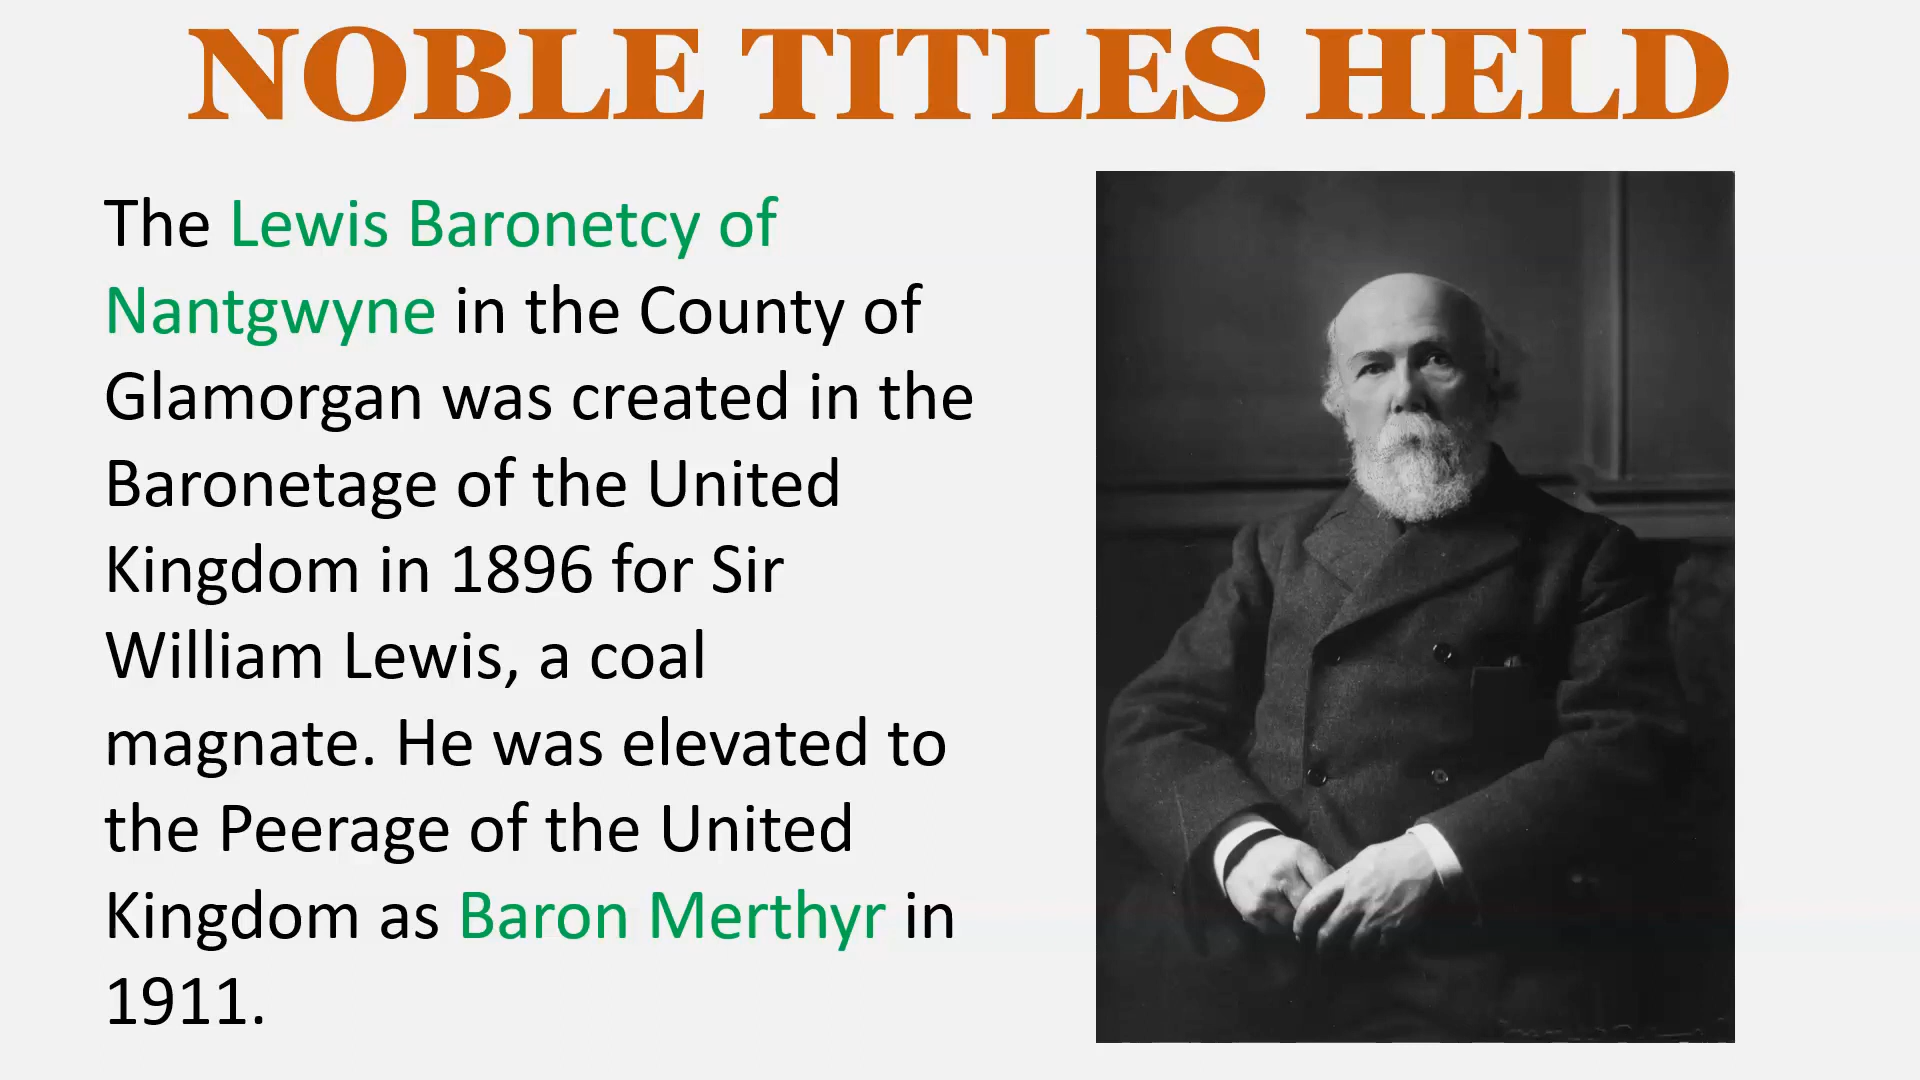 NOBLE TITLES HELD
The Lewis Baronetcy of
Nantgwyne in the County of
Glamorgan was created in the
Baronetage of the United
Kingdom in 1896 for Sir
William Lewis, a coal
magnate. He was elevated to
the Peerage of the United
Kingdom as Baron Merthyr in
1911.